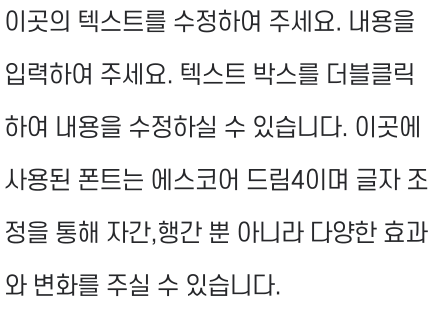 이곳의 텍스트를 수정하여 주세요. 내용을
입력하여 주세요. 텍스트 박스를 더블클릭
하여 내용을 수정하실 수 있습니다. 이곳에
사용된 폰트는 에스코어 드림4이며 글자 조
정을 통해 자간,행간 뿐 아니라 다양한 효과
와 변화를 주실 수 있습니다.